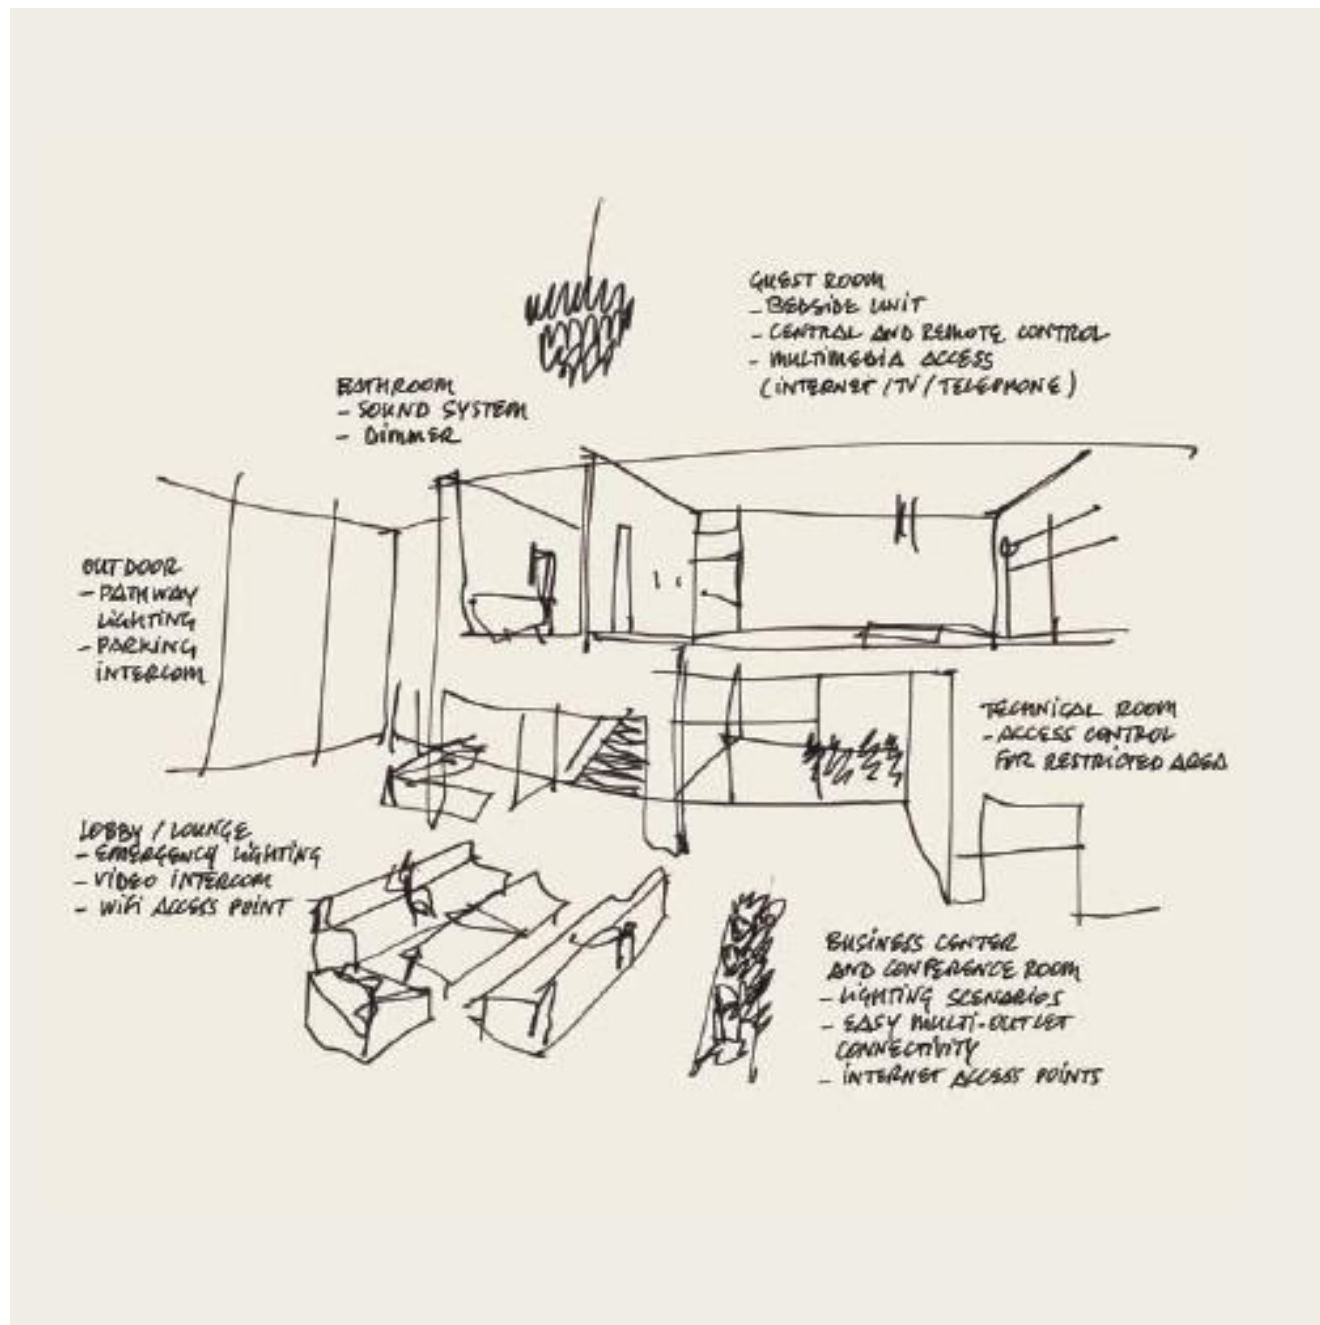 GUEST ROOM
- BEDSIDE UNIT
- CENTRAL AND REMOTE CONTROL
- MULTIMEDIA ACCESS
(INTERNET / TV / TELEPHONE)
BATHROOM
- SOUND SYSTEM
- DIMMER
OUTDOOR
- PATHWAY
LIGHTING
- PARKING
INTERCOM
TECHNICAL ROOM
- ACCESS CONTROL
FOR RESTRICTED AREA
LOBBY / LOUNGE
- EMERGENCY LIGHTING
- VIDEO INTERCOM
- WIFI ACCESS POINT
BUSINESS CENTER
AND CONFERENCE ROOM
- LIGHTING SCENARIOS
- EASY MULTI-OUTLET
CONNECTIVITY
- INTERNET ACCESS POINTS